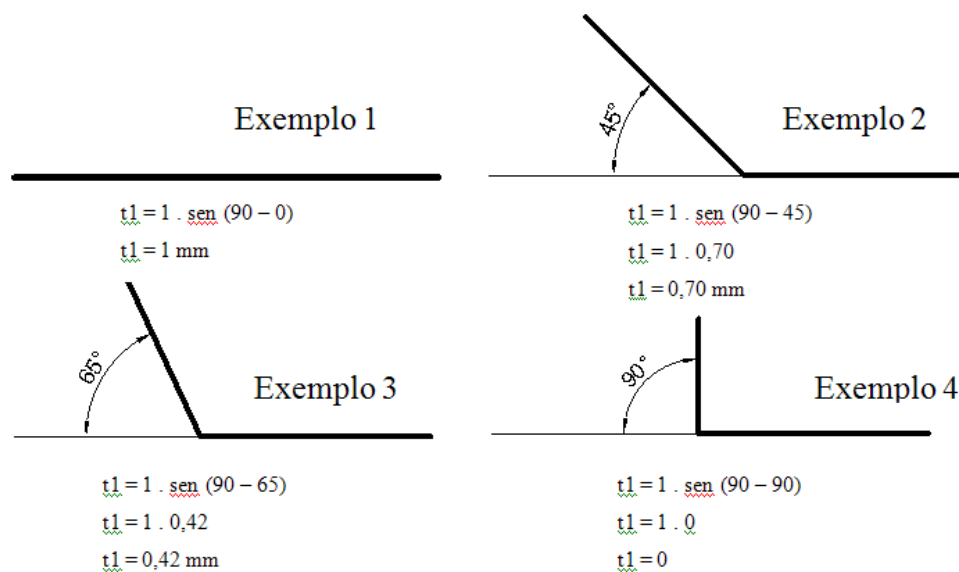 Exemplo 1
t1 = 1 . sen (90 – 0)
t1 = 1 mm
45°
Exemplo 2
t1 = 1 . sen (90 – 45)
t1 = 1 . 0,70
t1 = 0,70 mm
65°
Exemplo 3
t1 = 1 . sen (90 – 65)
t1 = 1 . 0,42
t1 = 0,42 mm
90°
Exemplo 4
t1 = 1 . sen (90 – 90)
t1 = 1 . 0
t1 = 0